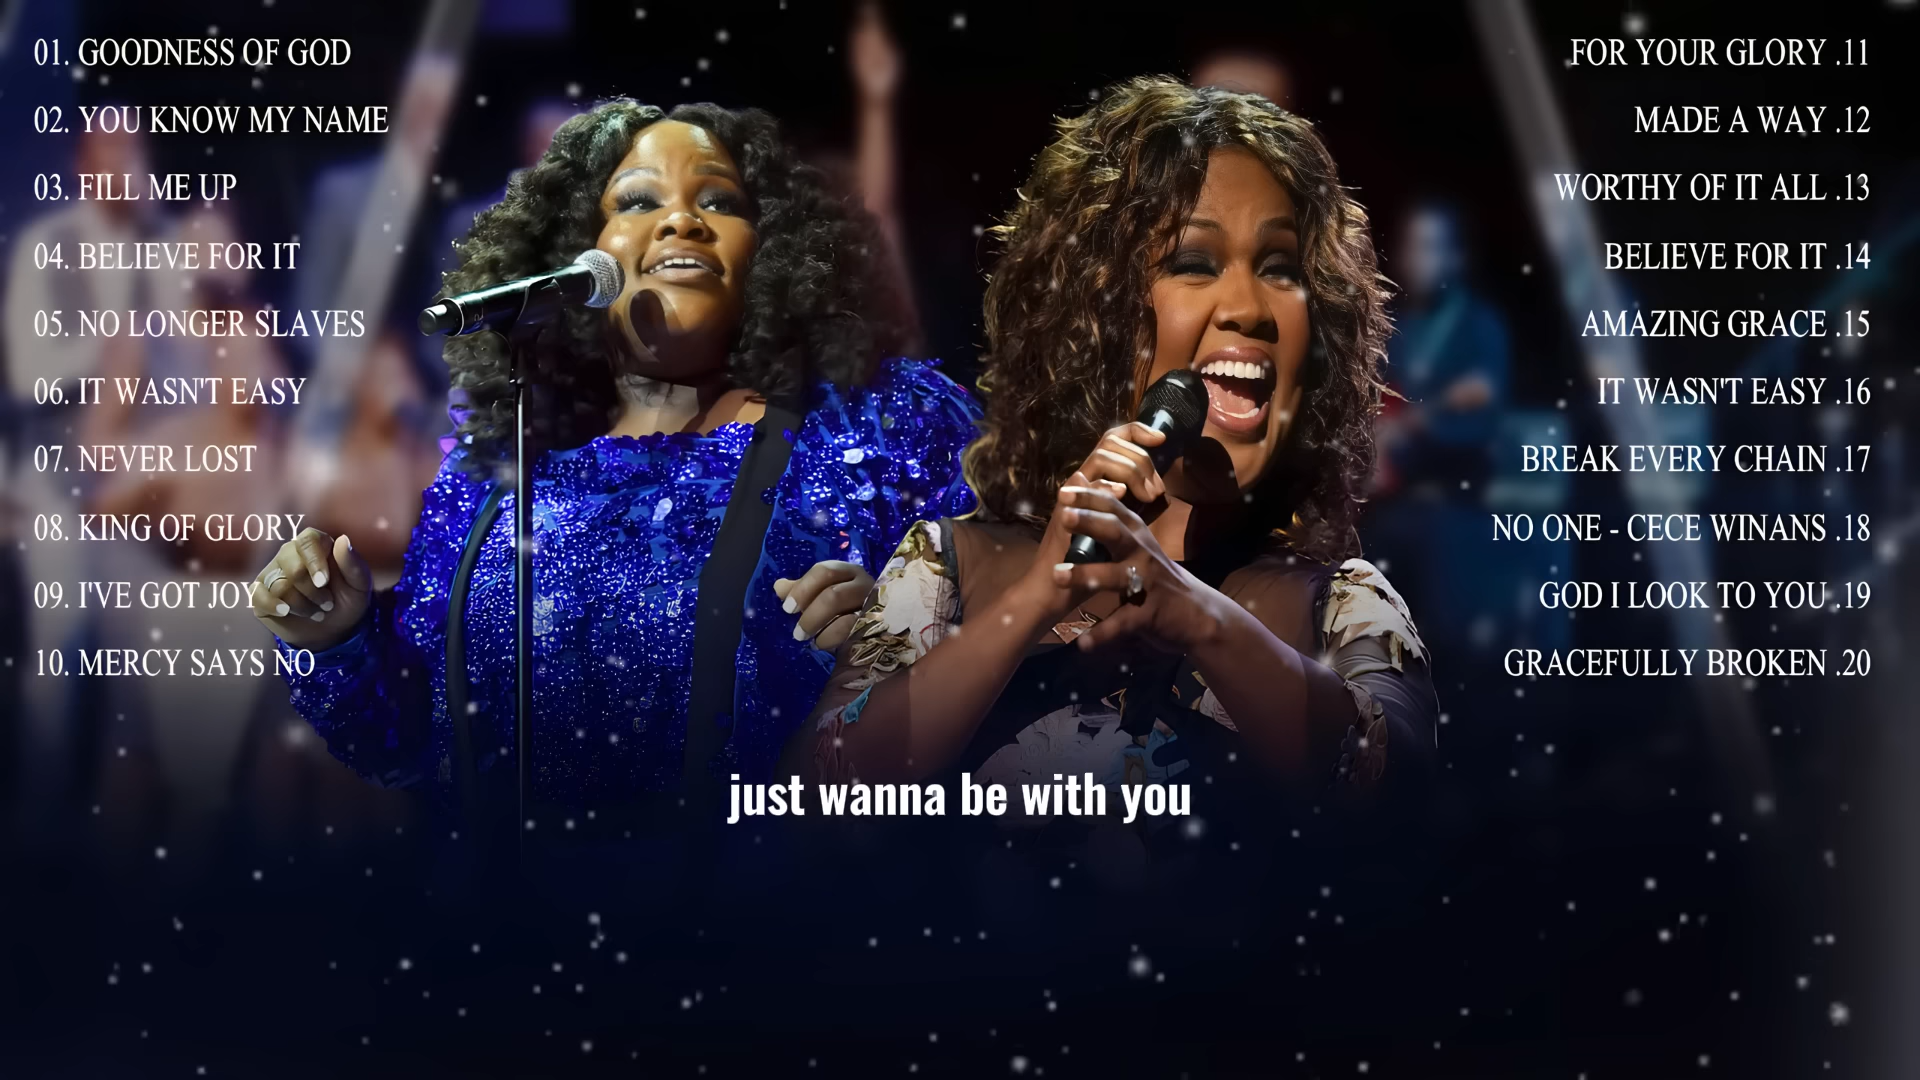 01. GOODNESS OF GOD
02. YOU KNOW MY NAME
03. FILL ME UP
04. BELIEVE FOR IT
05. NO LONGER SLAVES
06. IT WASN'T EASY
07. NEVER LOST
08. KING OF GLORY
09. I'VE GOT JOY
10. MERCY SAYS NO
FOR YOUR GLORY .11
MADE A WAY .12
WORTHY OF IT ALL .13
BELIEVE FOR IT .14
AMAZING GRACE .15
IT WASN'T EASY .16
BREAK EVERY CHAIN .17
NO ONE - CECE WINANS .18
GOD I LOOK TO YOU .19
GRACEFULLY BROKEN .20
just wanna be with you